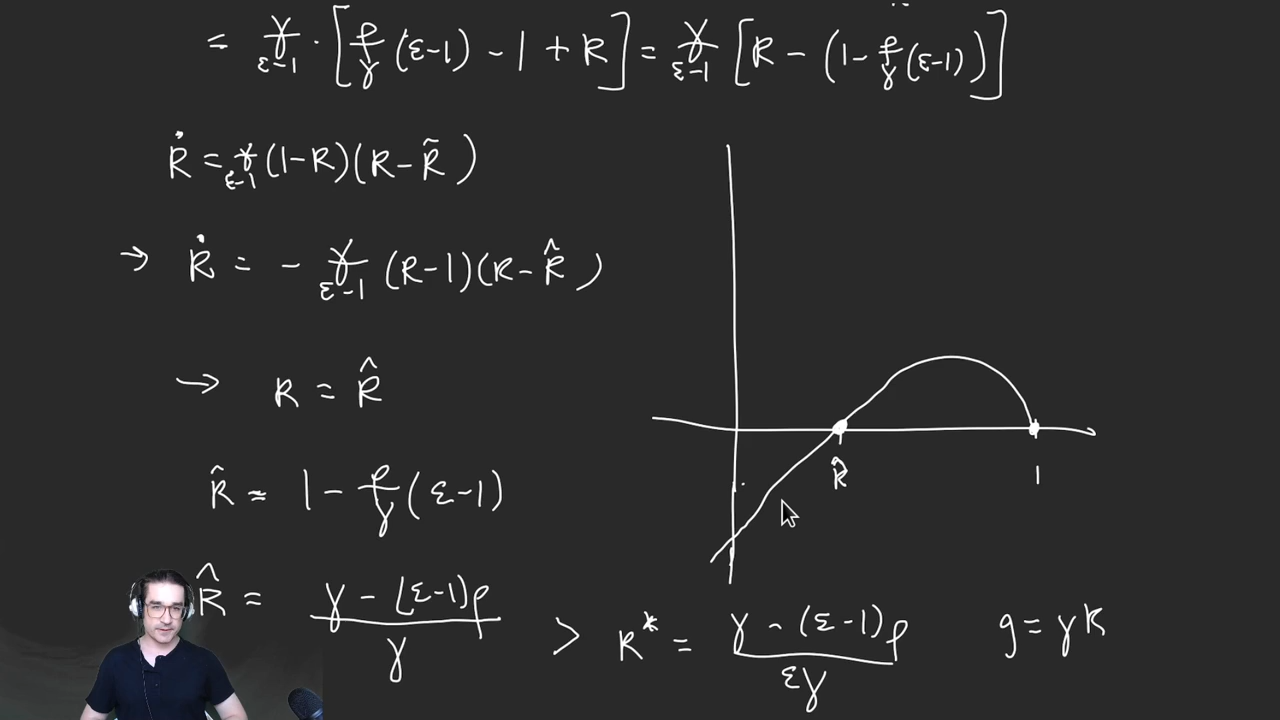 = γ/(ε-1) · [ρ/γ (ε-1) - 1 + R] = γ/(ε-1) [R - (1 - ρ/γ (ε-1))]
Ṙ = γ/(ε-1) (1-R)(R-R̃)
→ Ṙ = - γ/(ε-1) (R-1)(R-R̂)
→ R = R̂
R̂ = 1 - ρ/γ (ε-1)
R̂ 1
R̂ = (γ - (ε-1)ρ)/γ > R* = (γ - (ε-1)ρ)/(εγ) g = γR